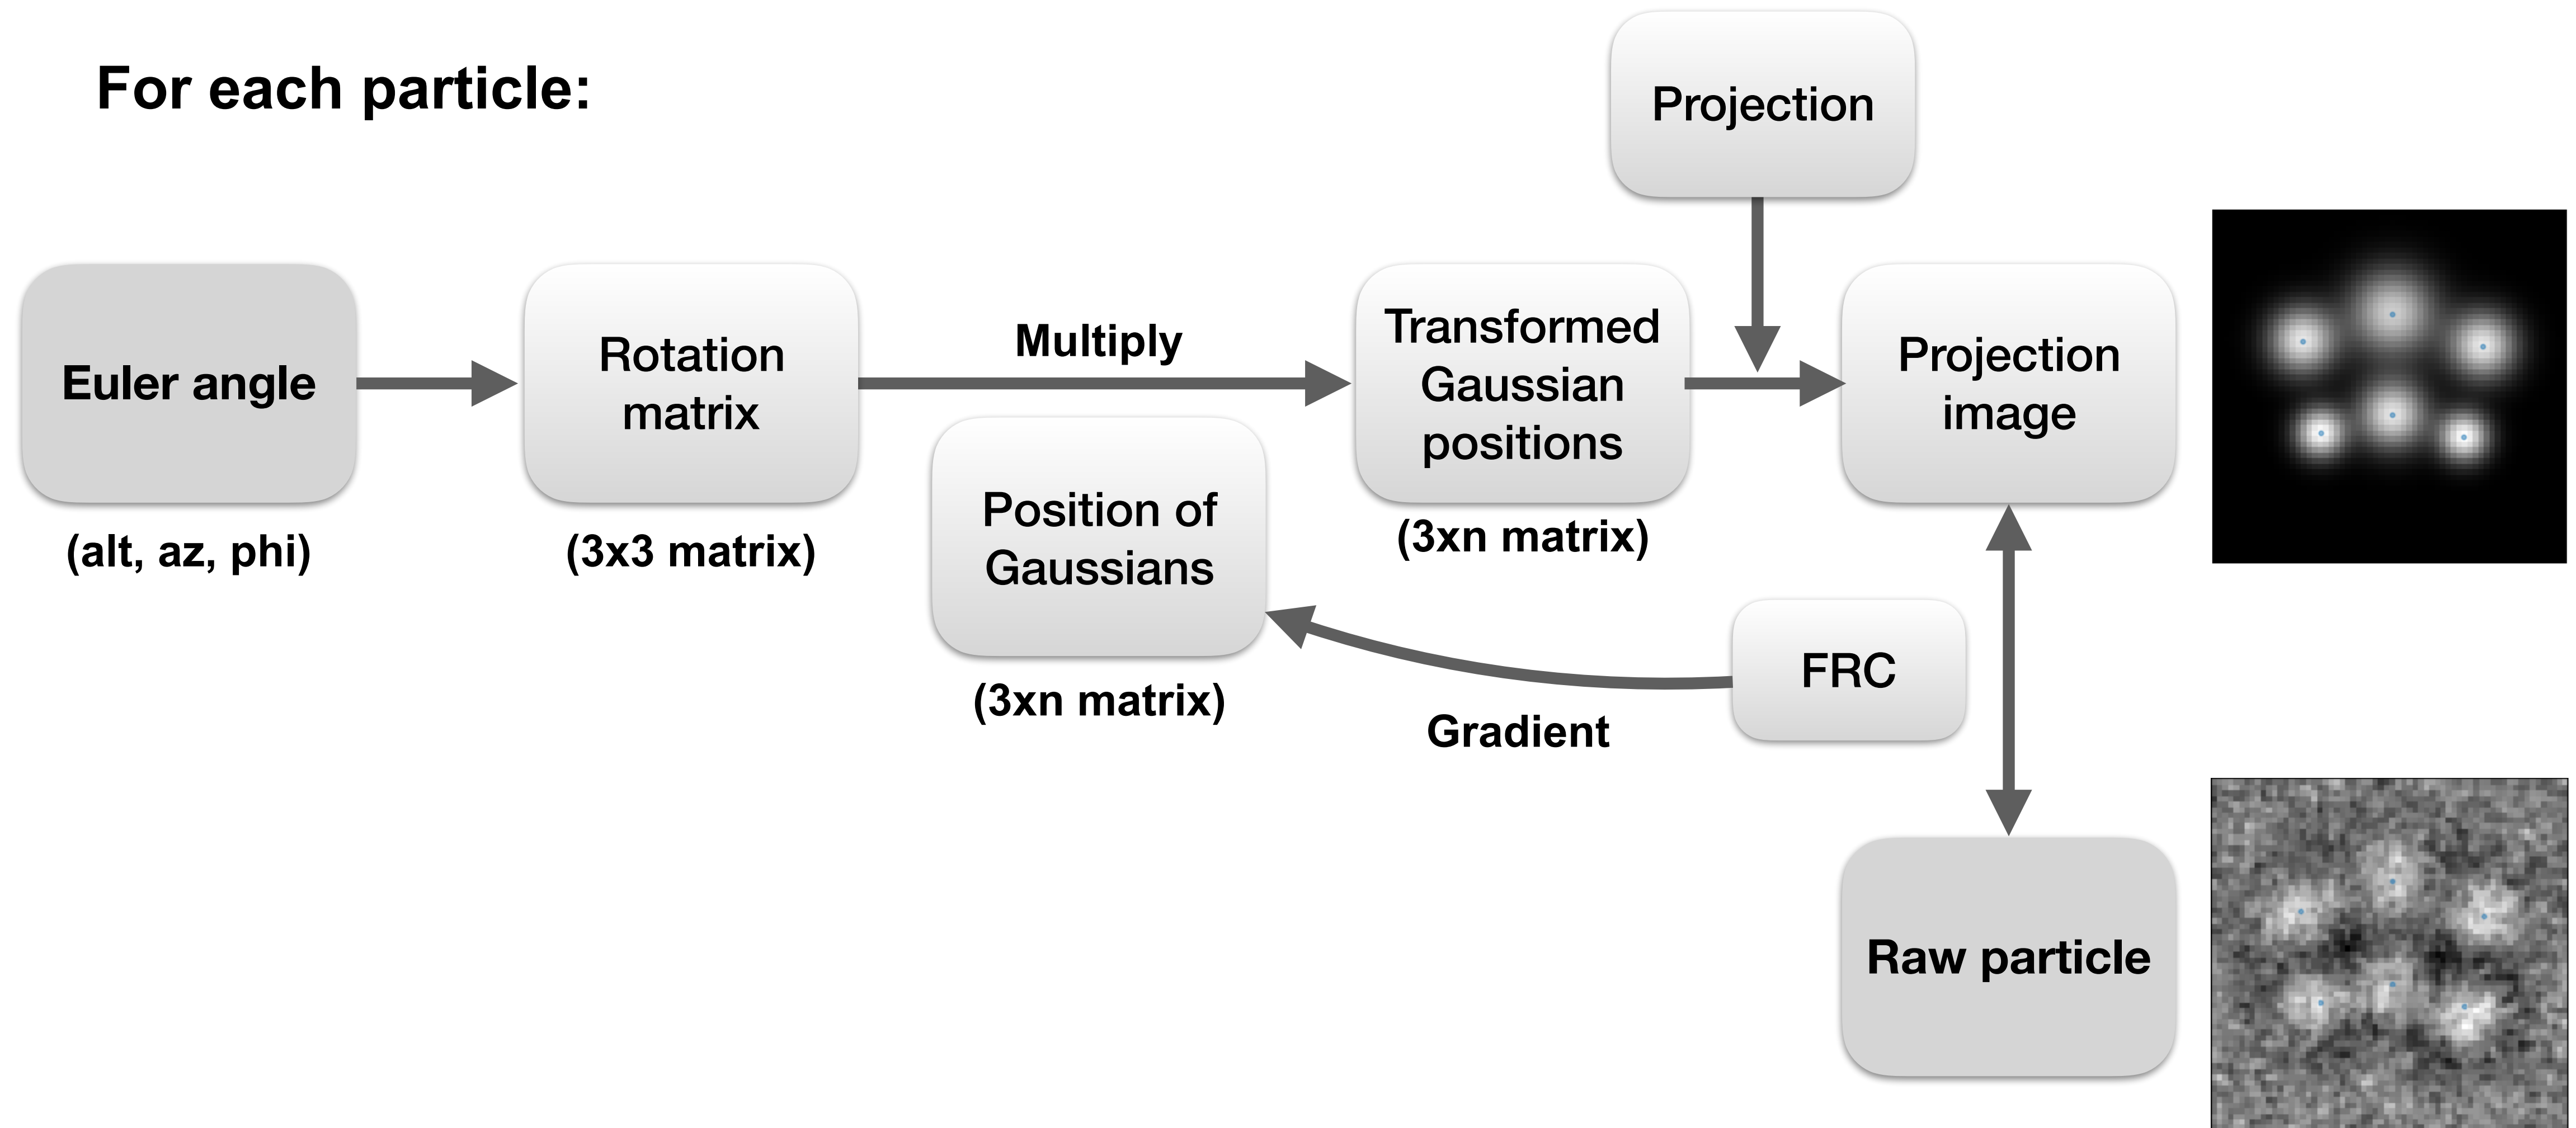 For each particle:
Projection
Euler angle
(alt, az, phi)
Rotation
matrix
(3x3 matrix)
Multiply
Position of
Gaussians
(3xn matrix)
Transformed
Gaussian
positions
(3xn matrix)
Projection
image
FRC
Gradient
Raw particle